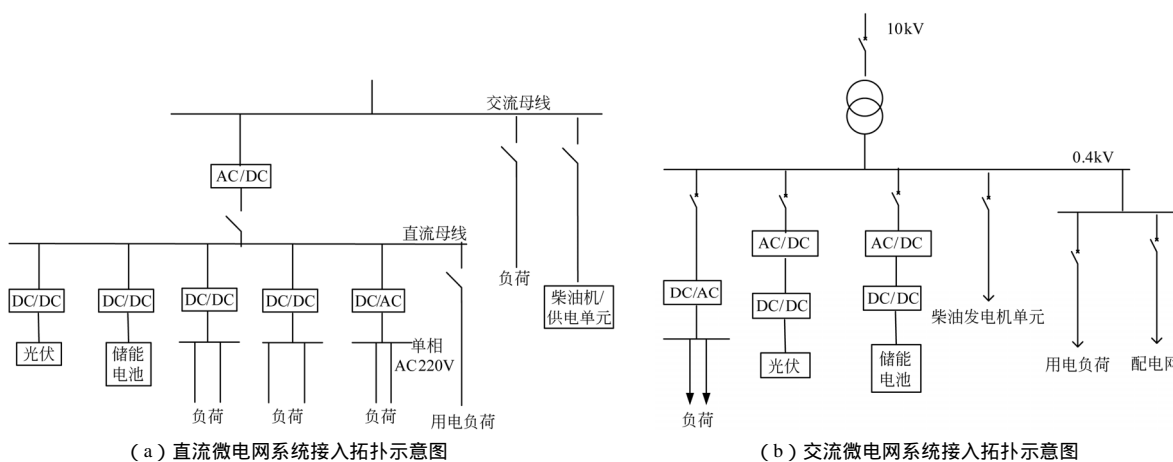 交流母线
AC/DC
直流母线
DC/DC
DC/DC
DC/DC
DC/DC
DC/AC
光伏
储能
电池
单相
AC220V
负荷
负荷
负荷
用电负荷
负荷
柴油机/
供电单元
（a）直流微电网系统接入拓扑示意图
10kV
0.4kV
AC/DC
AC/DC
DC/AC
DC/DC
DC/DC
柴油发电机单元
光伏
储能
电池
用电负荷
配电网
负荷
（b）交流微电网系统接入拓扑示意图